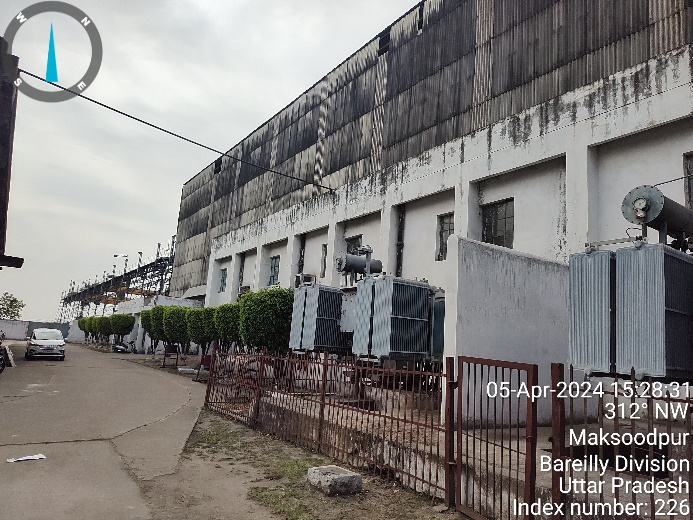 05-Apr-2024 15:28:31
312° NW
Maksoodpur
Bareilly Division
Uttar Pradesh
Index number: 226